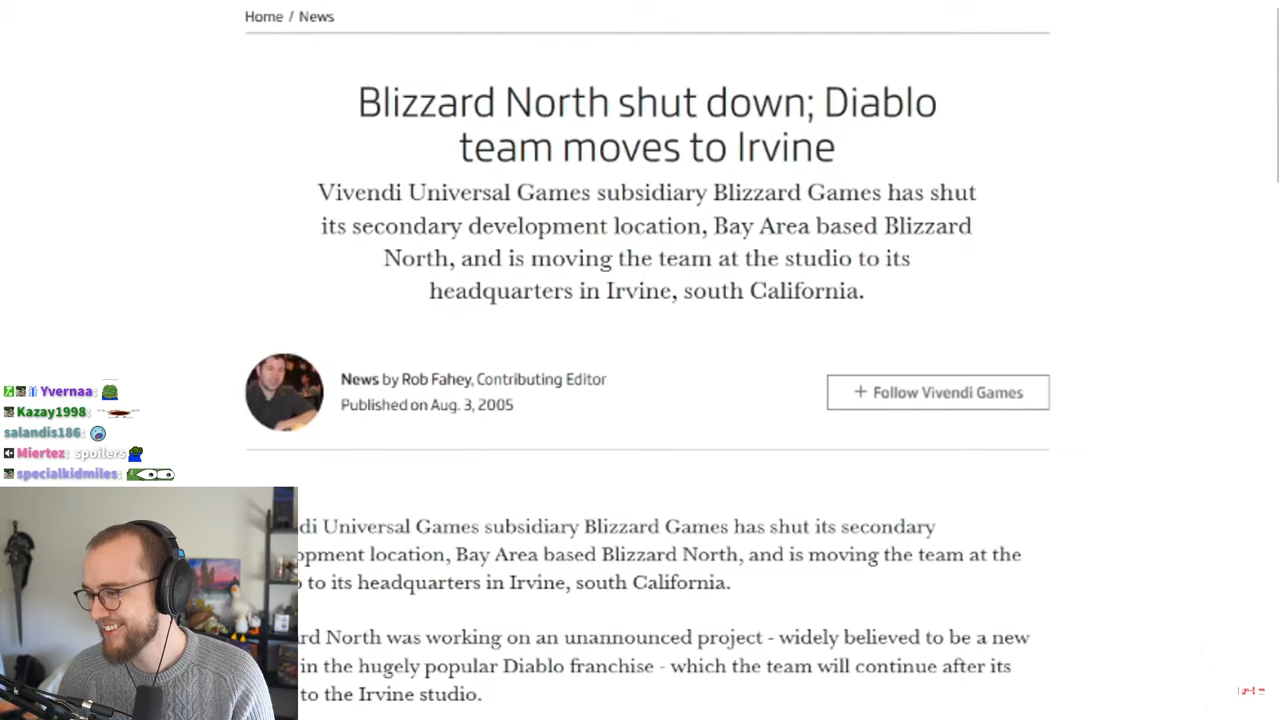 Home / News
Blizzard North shut down; Diablo
team moves to Irvine
Vivendi Universal Games subsidiary Blizzard Games has shut
its secondary development location, Bay Area based Blizzard
North, and is moving the team at the studio to its
headquarters in Irvine, south California.
News by Rob Fahey, Contributing Editor
Published on Aug. 3, 2005
+ Follow Vivendi Games
Yvernaa:
Kazay1998:
salandis186:
Miertez: spoilers
specialkidmiles:
di Universal Games subsidiary Blizzard Games has shut its secondary
opment location, Bay Area based Blizzard North, and is moving the team at the
to its headquarters in Irvine, south California.
rd North was working on an unannounced project - widely believed to be a new
in the hugely popular Diablo franchise - which the team will continue after its
to the Irvine studio.